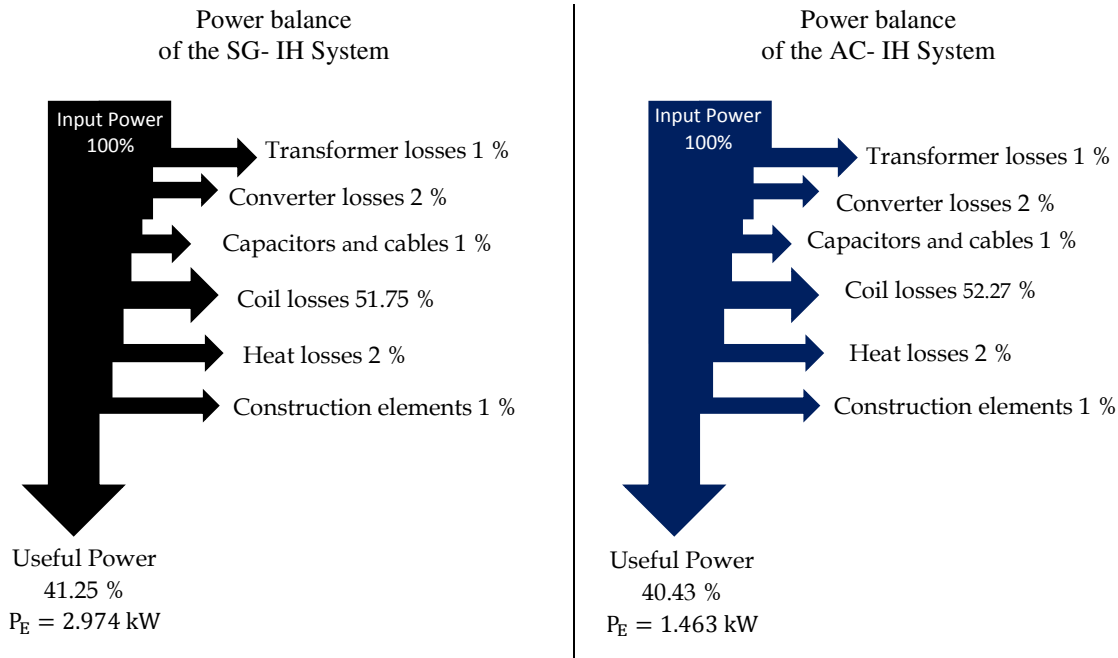 Power balance
of the SG- IH System
Input Power
100%
Transformer losses 1 %
Converter losses 2 %
Capacitors and cables 1 %
Coil losses 51.75 %
Heat losses 2 %
Construction elements 1 %
Useful Power
41.25 %
P_E = 2.974 kW
Power balance
of the AC- IH System
Input Power
100%
Transformer losses 1 %
Converter losses 2 %
Capacitors and cables 1 %
Coil losses 52.27 %
Heat losses 2 %
Construction elements 1 %
Useful Power
40.43 %
P_E = 1.463 kW